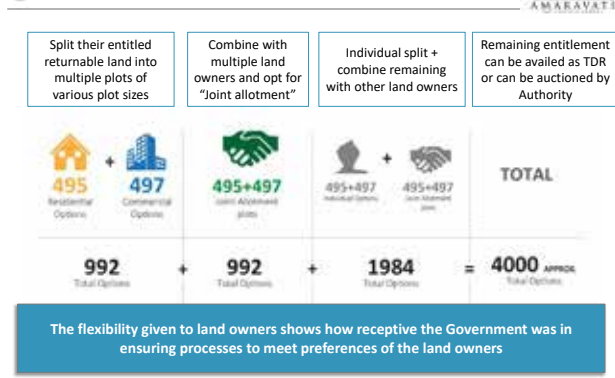 AMARAVATI
Split their entitled
returnable land into
multiple plots of
various plot sizes
Combine with
multiple land
owners and opt for
“Joint allotment”
Individual split +
combine remaining
with other land owners
Remaining entitlement
can be availed as TDR
or can be auctioned by
Authority
495
Residential
Options
+
497
Commercial
Options
495+497
Joint Allotment
plots
495+497
Individual Options
+
495+497
Joint Allotment
plots
TOTAL
992
Total Options
+
992
Total Options
+
1984
Total Options
=
4000 APPROX.
Total Options
The flexibility given to land owners shows how receptive the Government was in
ensuring processes to meet preferences of the land owners